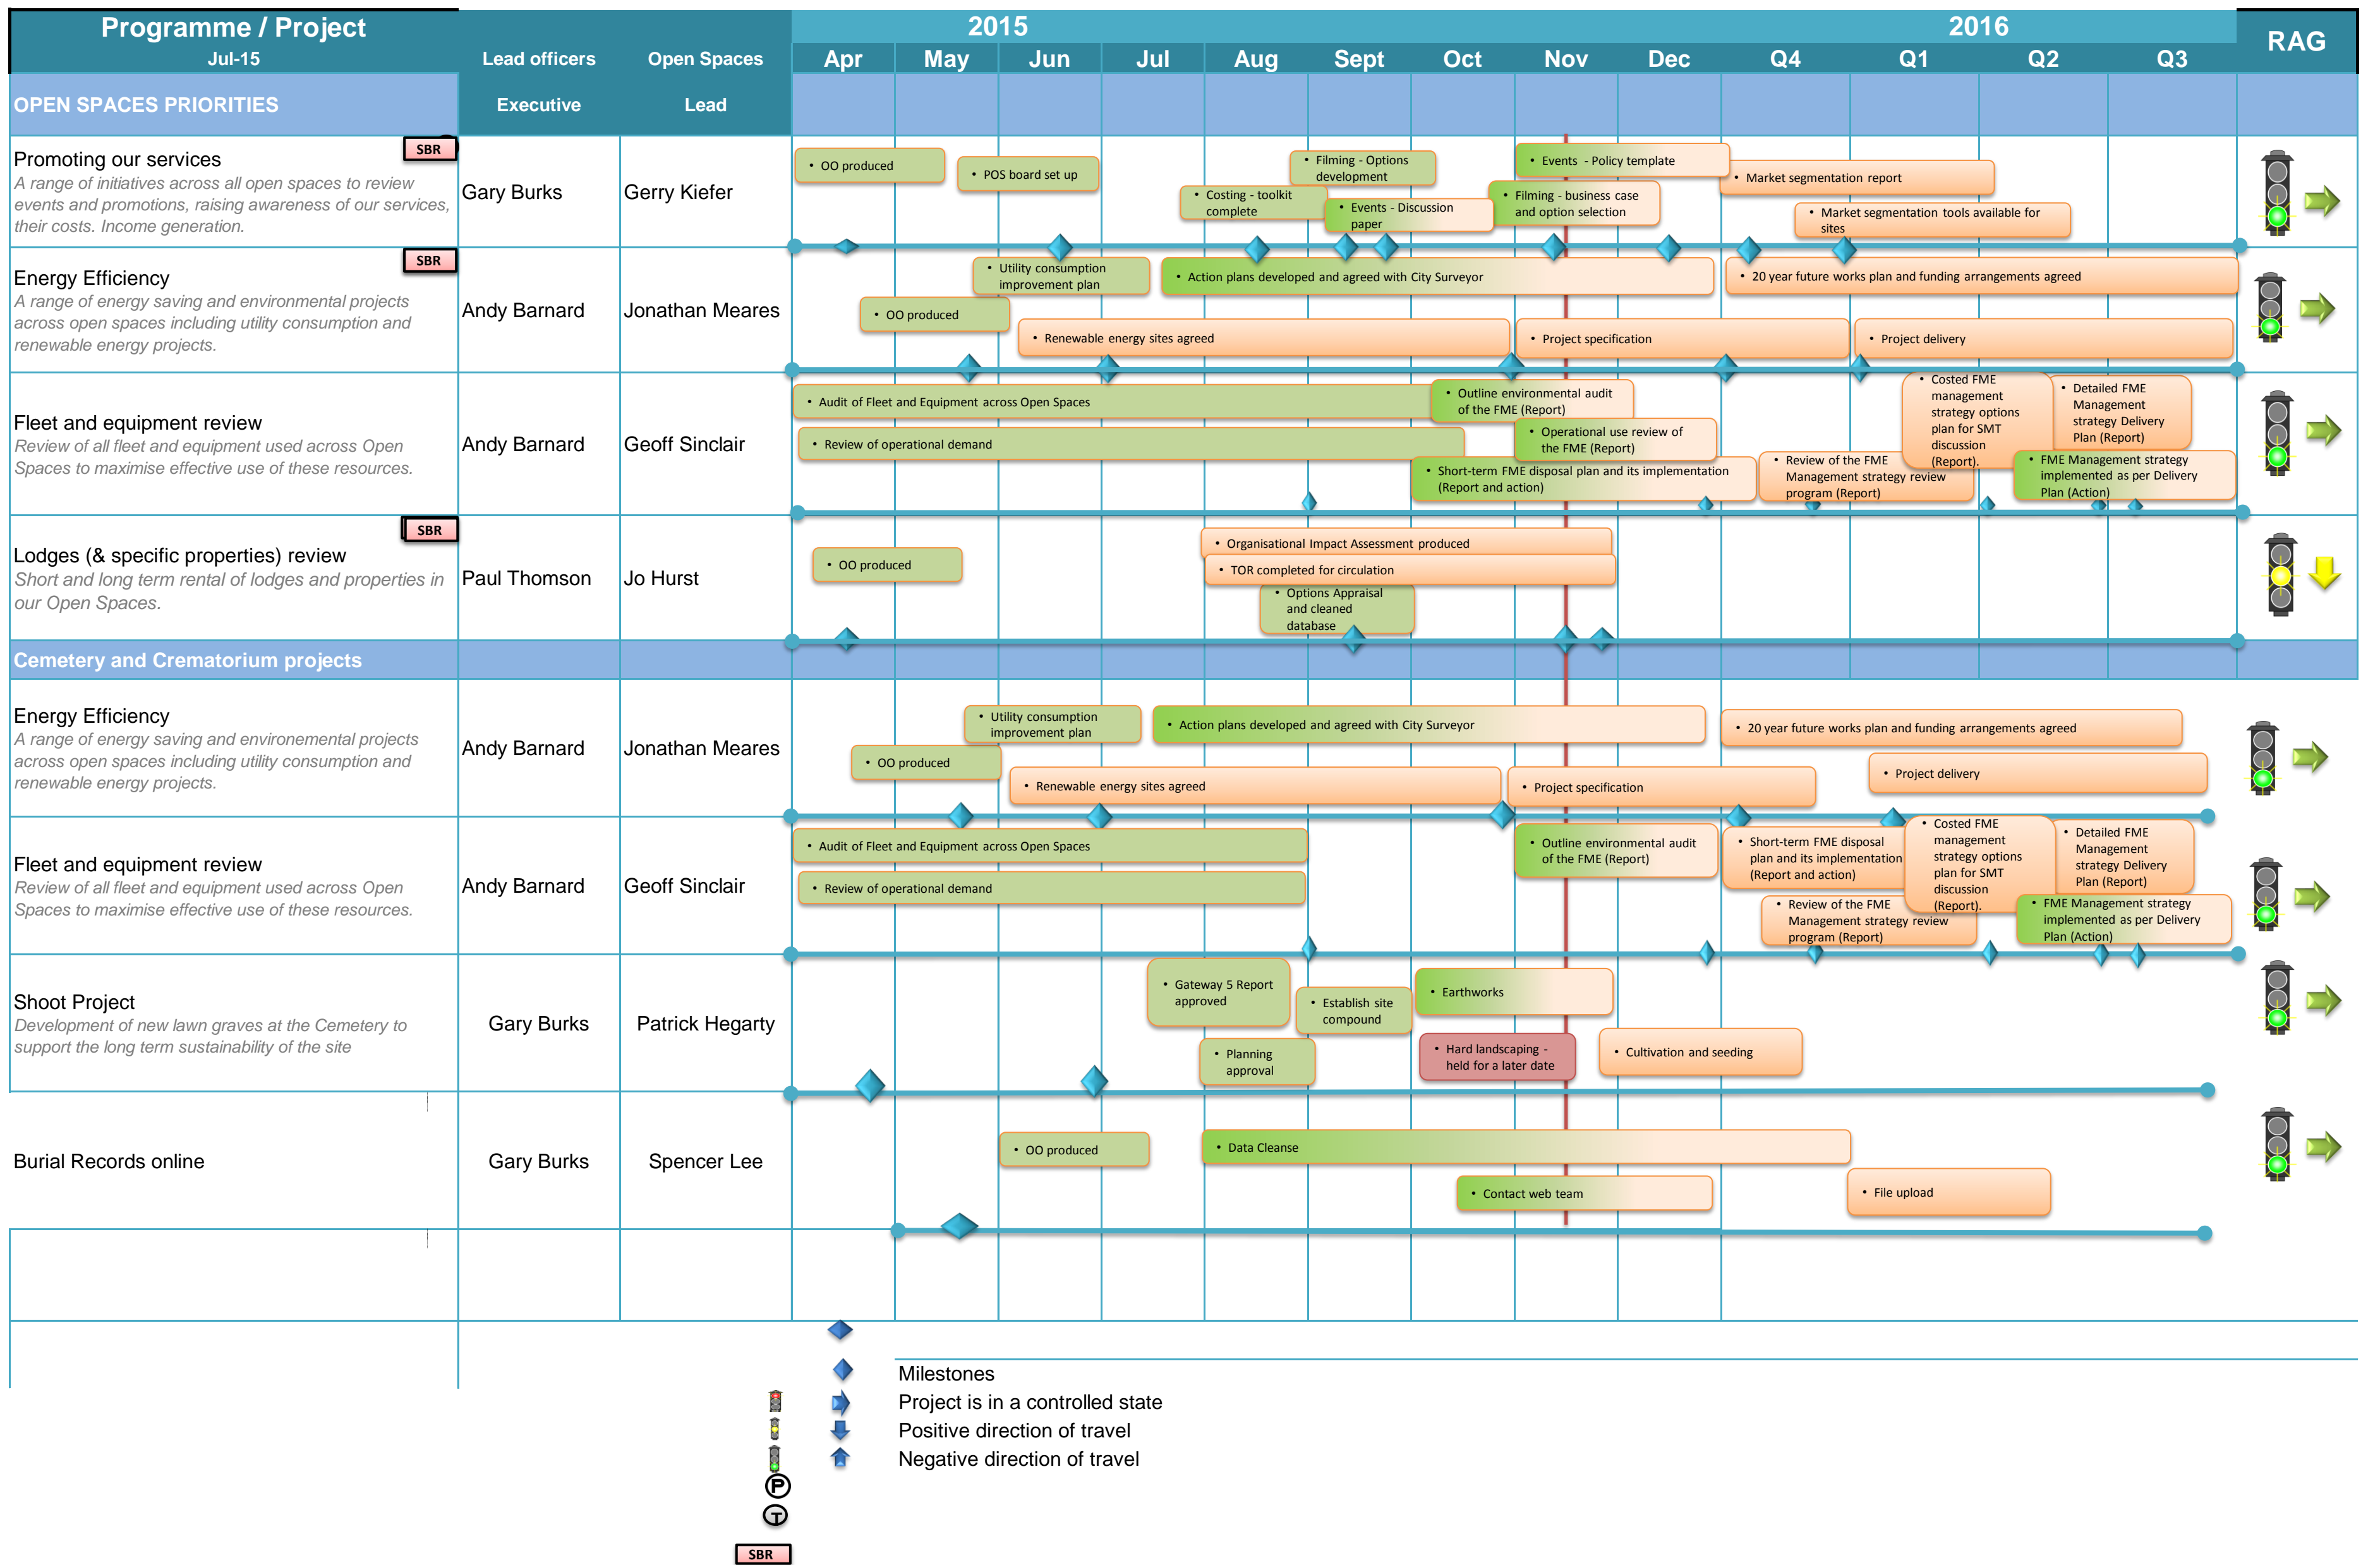 Programme / Project
Jul-15
Lead officers
Open Spaces
2015
2016
RAG
Apr
May
Jun
Jul
Aug
Sept
Oct
Nov
Dec
Q4
Q1
Q2
Q3
OPEN SPACES PRIORITIES
Executive
Lead
SBR
Promoting our services
A range of initiatives across all open spaces to review
events and promotions, raising awareness of our services,
their costs. Income generation.
Gary Burks
Gerry Kiefer
• OO produced
• POS board set up
• Filming - Options
development
• Costing - toolkit
complete
• Events - Discussion
paper
• Events - Policy template
• Filming - business case
and option selection
• Market segmentation report
• Market segmentation tools available for
sites
SBR
Energy Efficiency
A range of energy saving and environmental projects
across open spaces including utility consumption and
renewable energy projects.
Andy Barnard
Jonathan Meares
• Utility consumption
improvement plan
• OO produced
• Action plans developed and agreed with City Surveyor
• 20 year future works plan and funding arrangements agreed
• Renewable energy sites agreed
• Project specification
• Project delivery
Fleet and equipment review
Review of all fleet and equipment used across Open
Spaces to maximise effective use of these resources.
Andy Barnard
Geoff Sinclair
• Audit of Fleet and Equipment across Open Spaces
• Review of operational demand
• Outline environmental audit
of the FME (Report)
• Operational use review of
the FME (Report)
• Short-term FME disposal plan and its implementation
(Report and action)
• Review of the FME
Management strategy review
program (Report)
• Costed FME
management
strategy options
plan for SMT
discussion
(Report).
• Detailed FME
Management
strategy Delivery
Plan (Report)
• FME Management strategy
implemented as per Delivery
Plan (Action)
SBR
Lodges (& specific properties) review
Short and long term rental of lodges and properties in
our Open Spaces.
Paul Thomson
Jo Hurst
• OO produced
• Organisational Impact Assessment produced
• TOR completed for circulation
• Options Appraisal
and cleaned
database
Cemetery and Crematorium projects
Energy Efficiency
A range of energy saving and environemental projects
across open spaces including utility consumption and
renewable energy projects.
Andy Barnard
Jonathan Meares
• Utility consumption
improvement plan
• OO produced
• Action plans developed and agreed with City Surveyor
• 20 year future works plan and funding arrangements agreed
• Renewable energy sites agreed
• Project specification
• Project delivery
Fleet and equipment review
Review of all fleet and equipment used across Open
Spaces to maximise effective use of these resources.
Andy Barnard
Geoff Sinclair
• Audit of Fleet and Equipment across Open Spaces
• Review of operational demand
• Outline environmental audit
of the FME (Report)
• Short-term FME disposal
plan and its implementation
(Report and action)
• Review of the FME
Management strategy review
program (Report)
• Costed FME
management
strategy options
plan for SMT
discussion
(Report).
• Detailed FME
Management
strategy Delivery
Plan (Report)
• FME Management strategy
implemented as per Delivery
Plan (Action)
Shoot Project
Development of new lawn graves at the Cemetery to
support the long term sustainability of the site
Gary Burks
Patrick Hegarty
• Gateway 5 Report
approved
• Establish site
compound
• Planning
approval
• Earthworks
• Hard landscaping -
held for a later date
• Cultivation and seeding
Burial Records online
Gary Burks
Spencer Lee
• OO produced
• Data Cleanse
• Contact web team
• File upload
Milestones
Project is in a controlled state
Positive direction of travel
Negative direction of travel
P
T
SBR